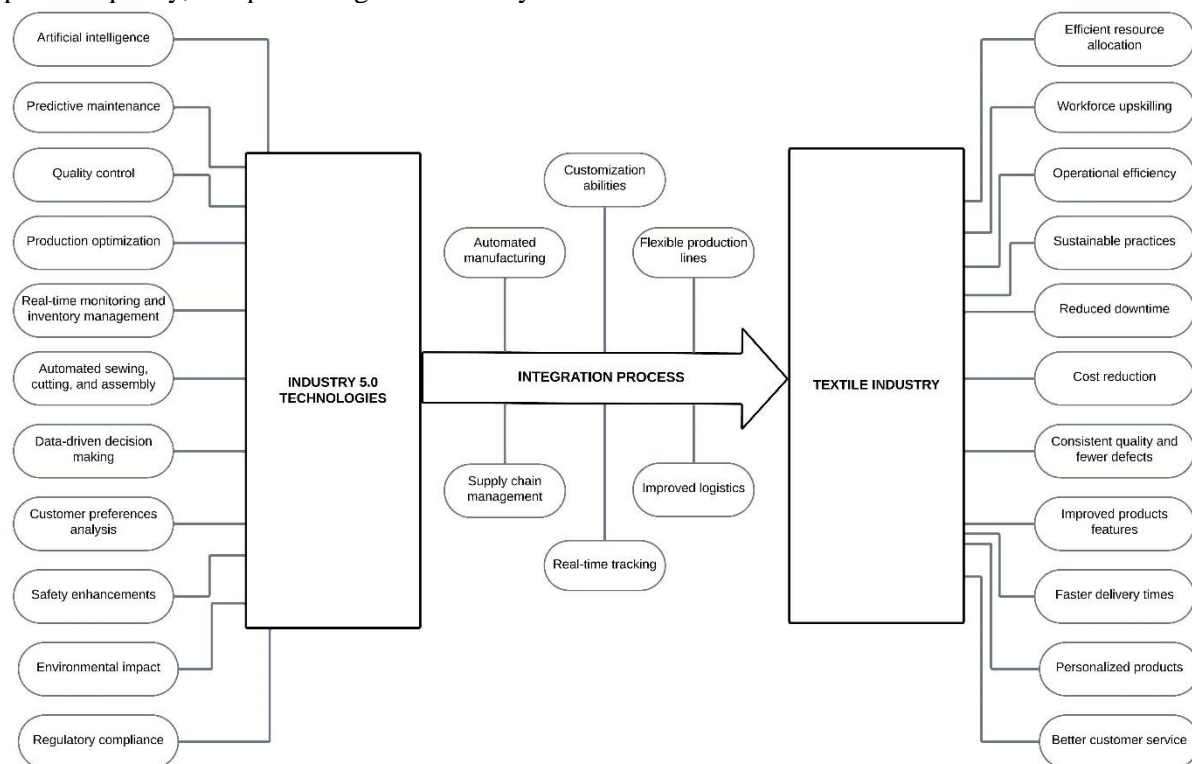 Artificial intelligence
Predictive maintenance
Quality control
Production optimization
Real-time monitoring and
inventory management
Automated sewing,
cutting, and assembly
Data-driven decision
making
Customer preferences
analysis
Safety enhancements
Environmental impact
Regulatory compliance
INDUSTRY 5.0
TECHNOLOGIES
Customization
abilities
Automated
manufacturing
Flexible production
lines
INTEGRATION PROCESS
Supply chain
management
Improved logistics
Real-time tracking
TEXTILE INDUSTRY
Efficient resource
allocation
Workforce upskilling
Operational efficiency
Sustainable practices
Reduced downtime
Cost reduction
Consistent quality and
fewer defects
Improved products
features
Faster delivery times
Personalized products
Better customer service